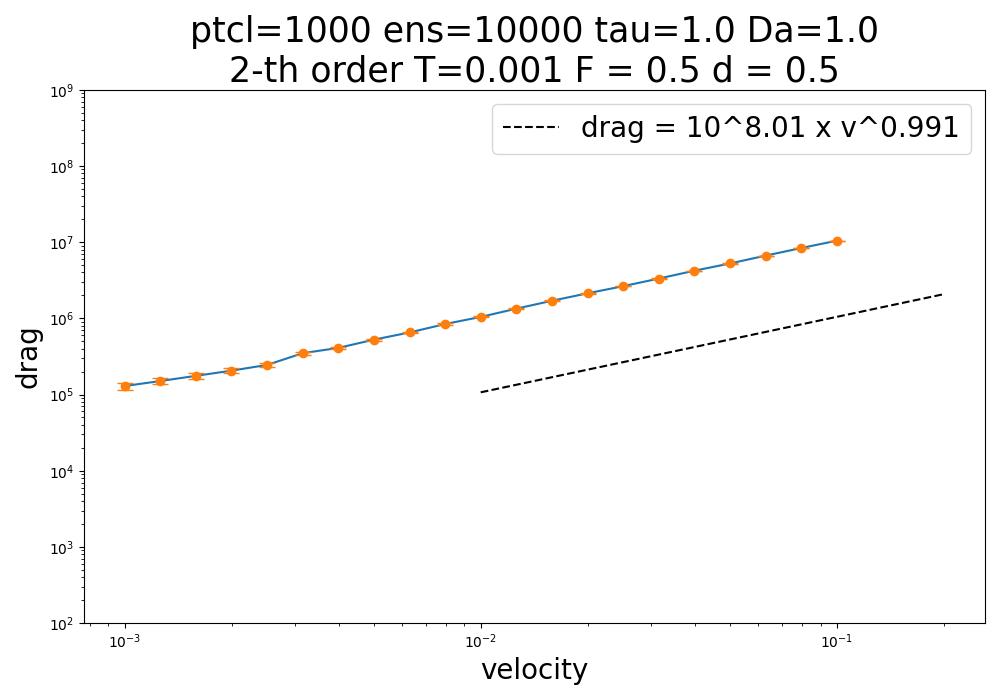 ptcl=1000 ens=10000 tau=1.0 Da=1.0
2-th order T=0.001 F = 0.5 d = 0.5
drag = 10^8.01 x v^0.991
drag
10^9
10^8
10^7
10^6
10^5
10^4
10^3
10^2
10^-3
10^-2
10^-1
velocity